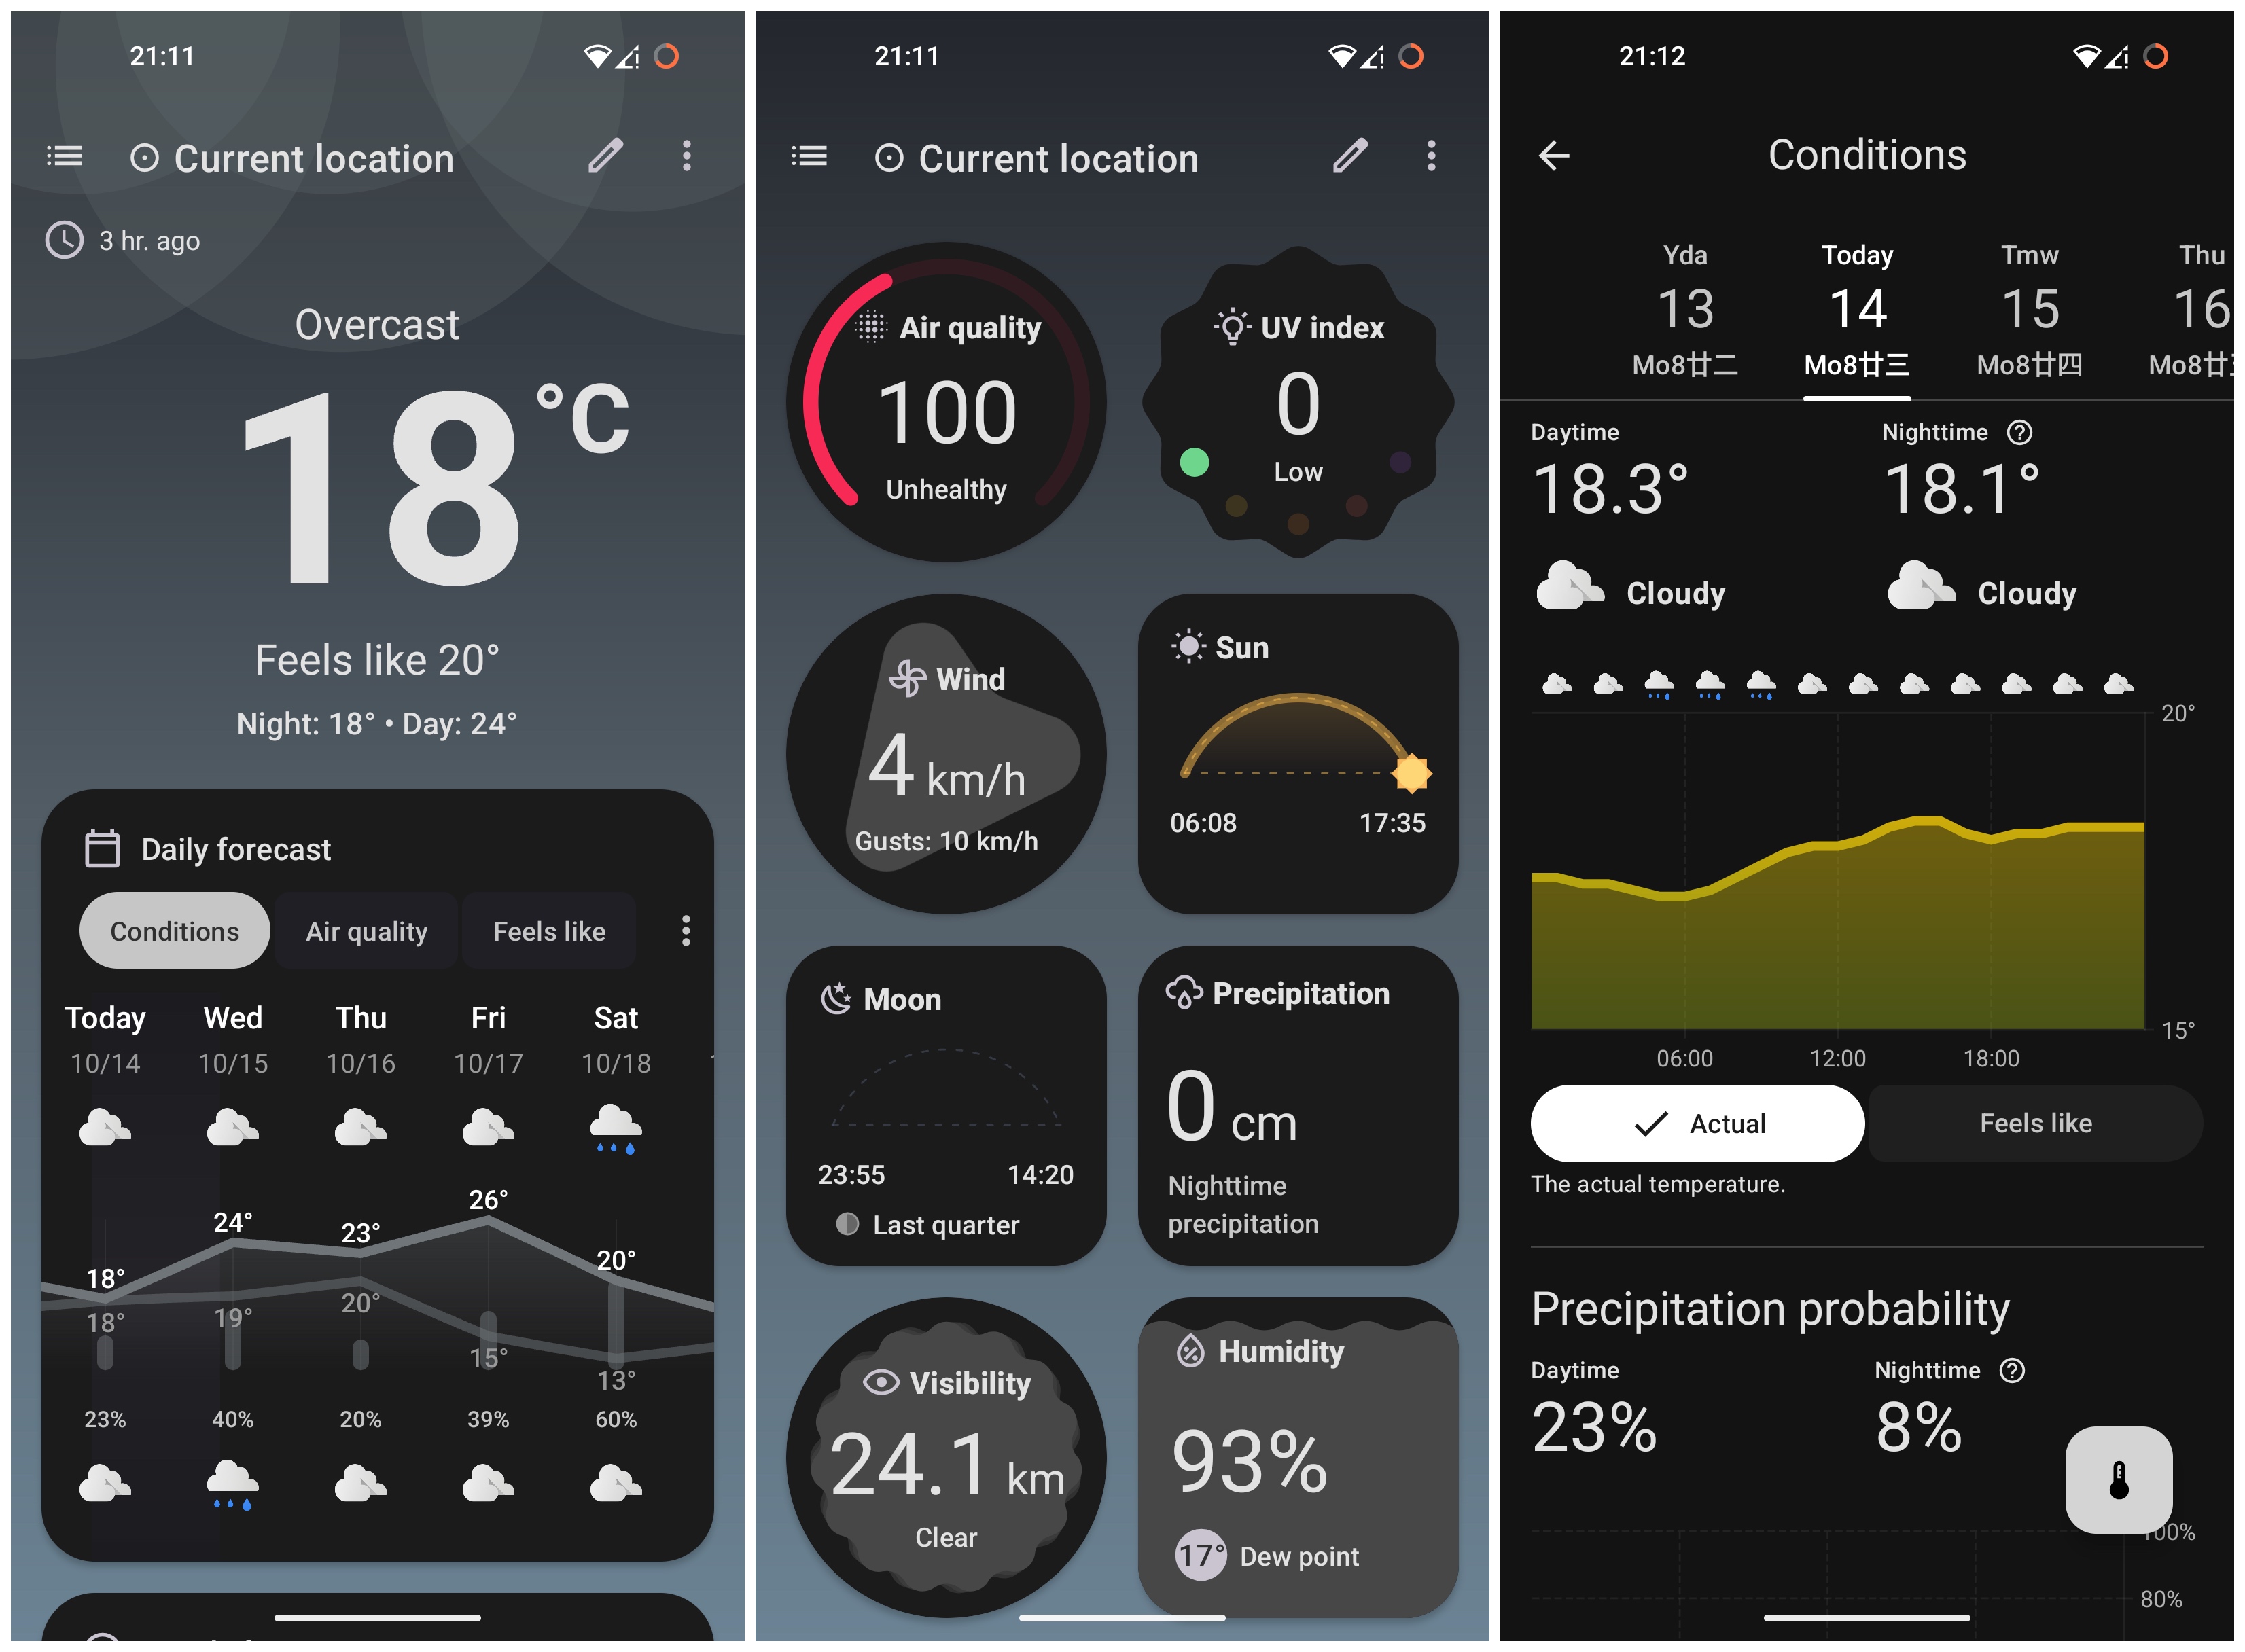 21:11
Current location
3 hr. ago
Overcast
18°C
Feels like 20°
Night: 18° • Day: 24°
Daily forecast
Conditions Air quality Feels like
Today Wed Thu Fri Sat
10/14 10/15 10/16 10/17 10/18
26°
24° 23°
20°
18°
20°
18° 19°
15°
13°
23% 40% 20% 39% 60%
21:11
Current location
Air quality
100
Unhealthy
UV index
0
Low
Wind
4 km/h
Gusts: 10 km/h
Sun
06:08 17:35
Moon
23:55 14:20
Last quarter
Precipitation
0 cm
Nighttime
precipitation
Visibility
24.1 km
Clear
Humidity
93%
17° Dew point
21:12
Conditions
Yda Today Tmw Thu
13 14 15 16
Mo8廿二 Mo8廿三 Mo8廿四 Mo8廿
Daytime Nighttime
18.3° 18.1°
Cloudy Cloudy
20°
15°
06:00 12:00 18:00
Actual Feels like
The actual temperature.
Precipitation probability
Daytime Nighttime
23% 8%
100%
80%